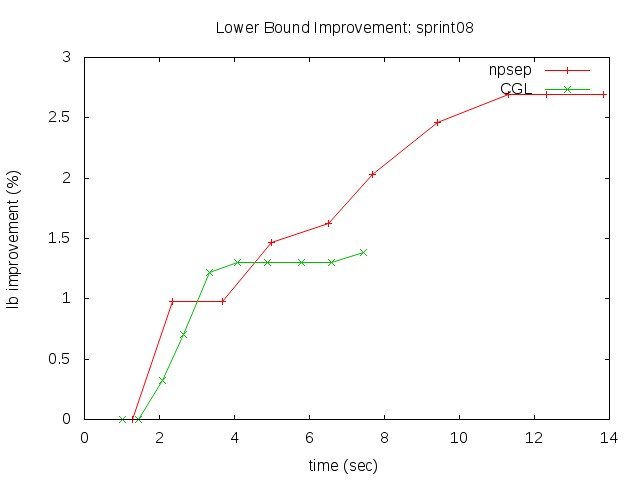 Lower Bound Improvement: sprint08
3
2.5
2
1.5
1
0.5
0
lb improvement (%)
npsep
CGL
0 2 4 6 8 10 12 14
time (sec)